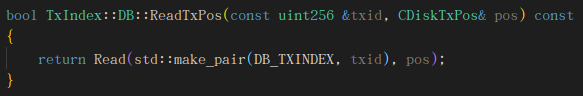 bool TxIndex::DB::ReadTxPos(const uint256 &txid, CDiskTxPos& pos) const
{
    return Read(std::make_pair(DB_TXINDEX, txid), pos);
}